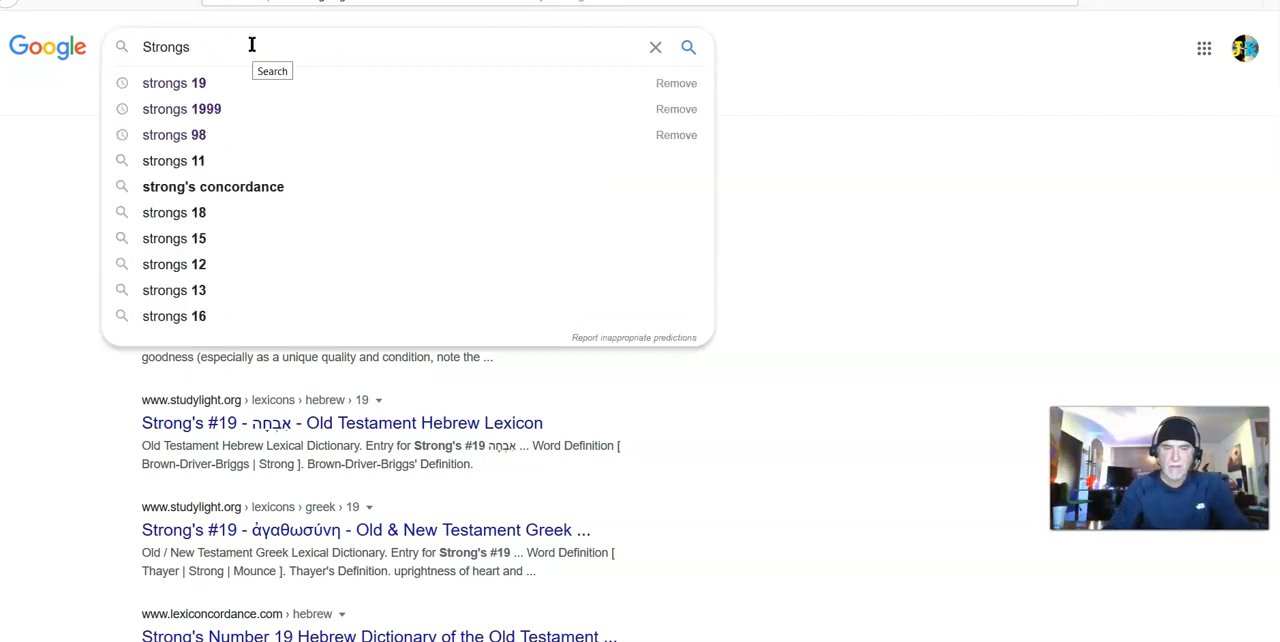 Google
Strongs
Search
strongs 19 Remove
strongs 1999 Remove
strongs 98 Remove
strongs 11
strong's concordance
strongs 18
strongs 15
strongs 12
strongs 13
strongs 16
Report inappropriate predictions
goodness (especially as a unique quality and condition, note the ...
www.studylight.org › lexicons › hebrew › 19
Strong's #19 - אִבְחָה - Old Testament Hebrew Lexicon
Old Testament Hebrew Lexical Dictionary. Entry for Strong's #19 אִבְחָה ... Word Definition [
Brown-Driver-Briggs | Strong ]. Brown-Driver-Briggs' Definition.
www.studylight.org › lexicons › greek › 19
Strong's #19 - ἀγαθωσύνη - Old & New Testament Greek ...
Old / New Testament Greek Lexical Dictionary. Entry for Strong's #19 ... Word Definition [
Thayer | Strong | Mounce ]. Thayer's Definition. uprightness of heart and ...
www.lexiconcordance.com › hebrew
Strong's Number 19 Hebrew Dictionary of the Old Testament ...